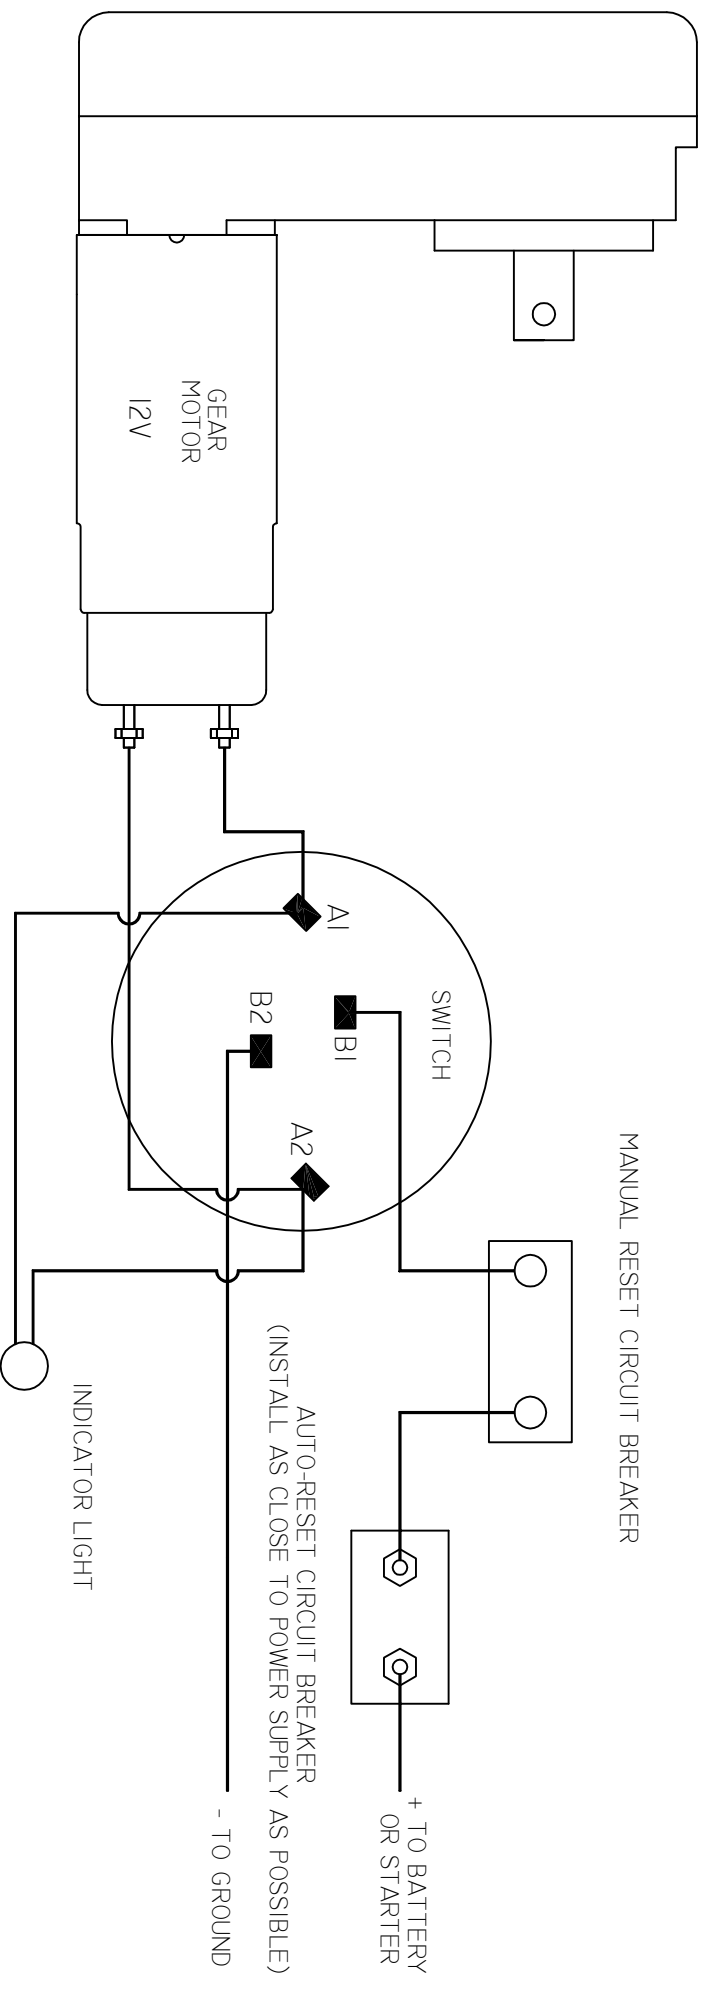 GEAR
MOTOR
12V
SWITCH
A1
B1
B2
A2
MANUAL RESET CIRCUIT BREAKER
+ TO BATTERY
OR STARTER
AUTO-RESET CIRCUIT BREAKER
(INSTALL AS CLOSE TO POWER SUPPLY AS POSSIBLE)
- TO GROUND
INDICATOR LIGHT